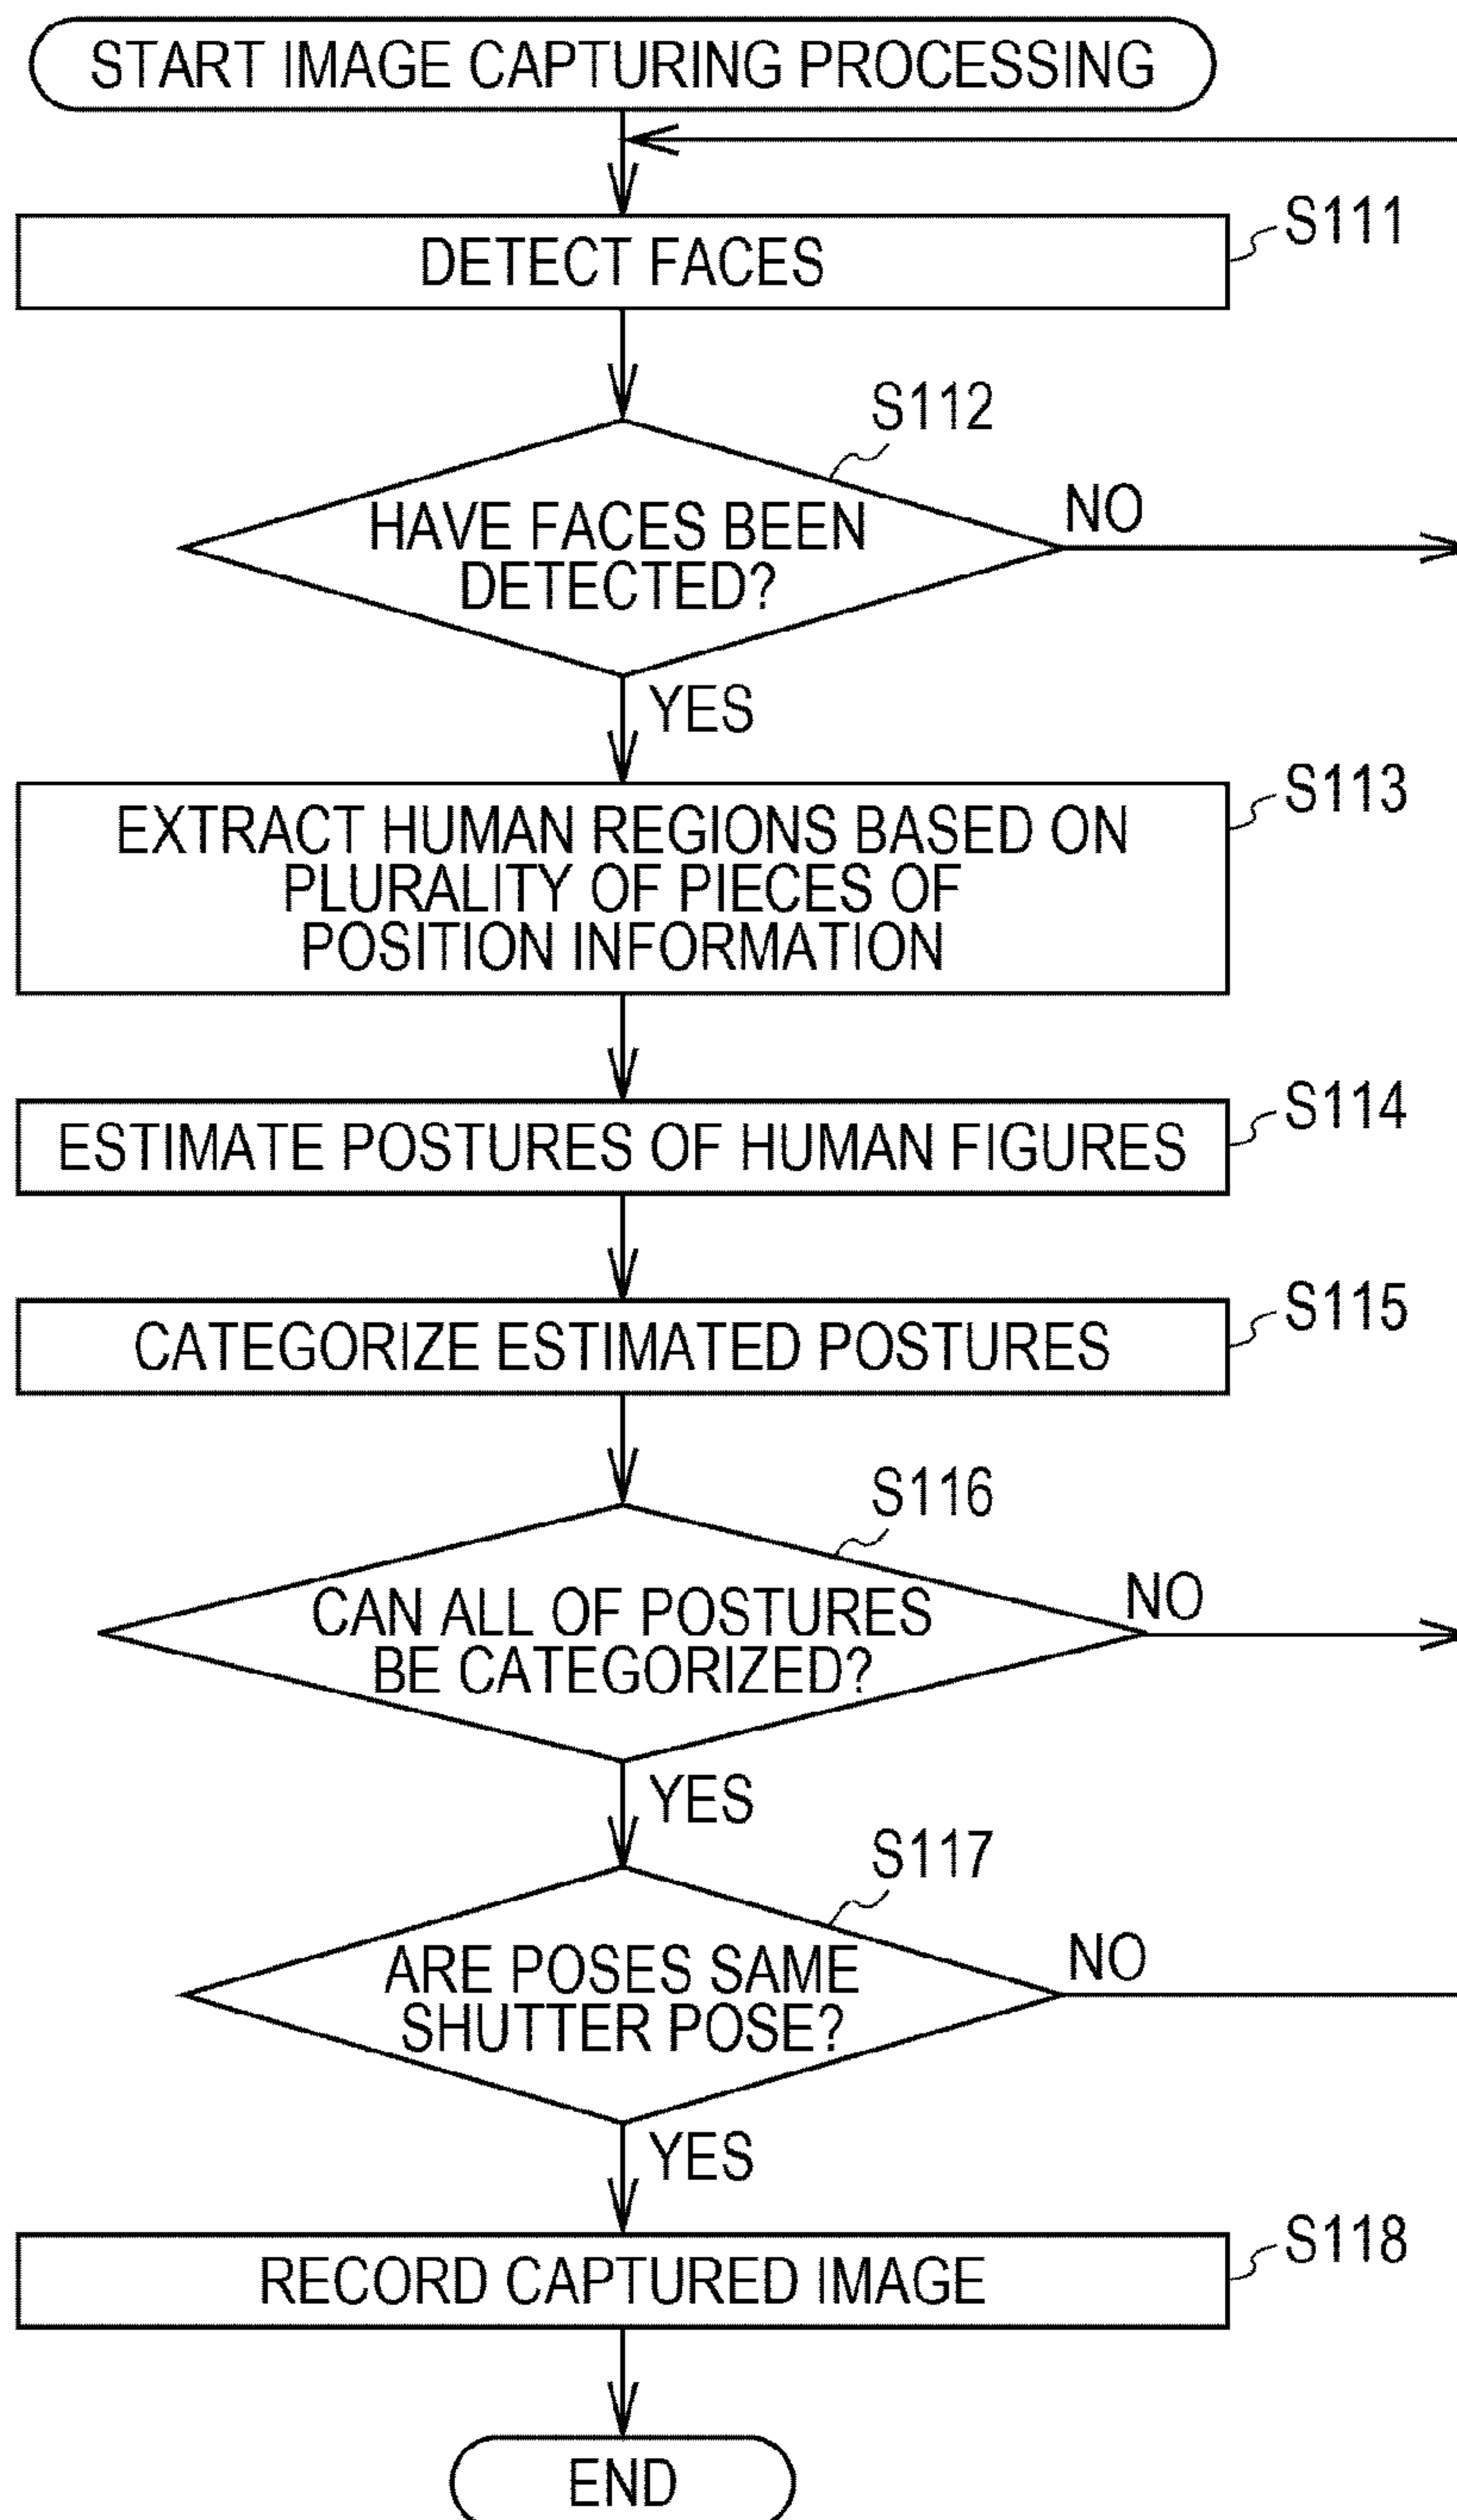 START IMAGE CAPTURING PROCESSING
S111
DETECT FACES
S112
HAVE FACES BEEN
DETECTED?
NO
YES
S113
EXTRACT HUMAN REGIONS BASED ON
PLURALITY OF PIECES OF
POSITION INFORMATION
S114
ESTIMATE POSTURES OF HUMAN FIGURES
S115
CATEGORIZE ESTIMATED POSTURES
S116
CAN ALL OF POSTURES
BE CATEGORIZED?
NO
YES
S117
ARE POSES SAME
SHUTTER POSE?
NO
YES
S118
RECORD CAPTURED IMAGE
END